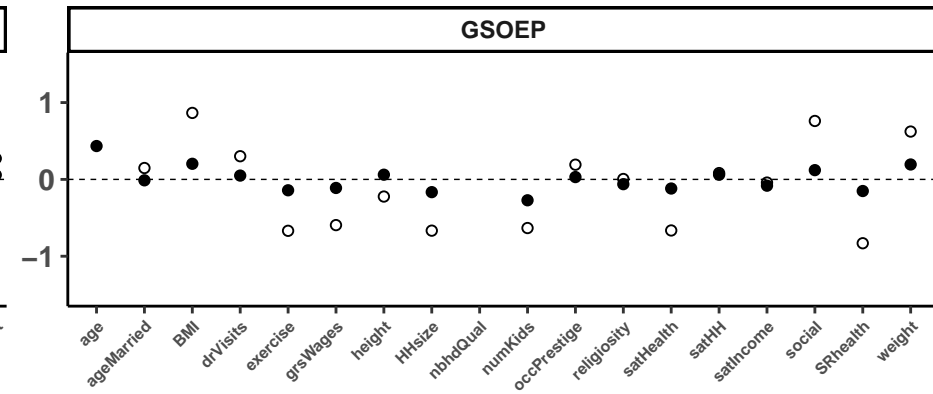 GSOEP
1
0
−1
age
ageMarried
BMI
drVisits
exercise
grsWages
height
HHsize
nbhdQual
numKids
occPrestige
religiosity
satHealth
satHH
satIncome
social
SRhealth
weight